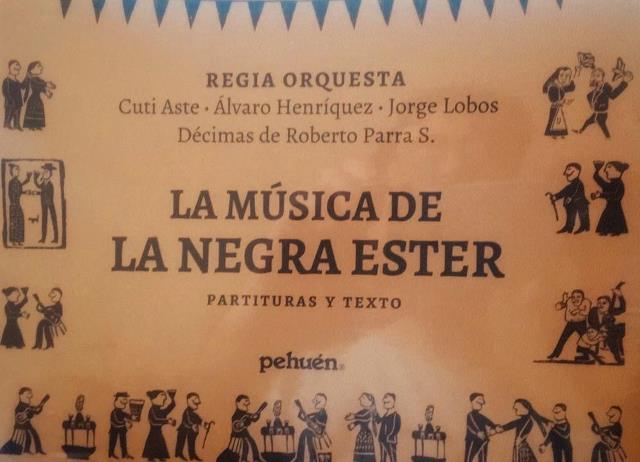 REGIA ORQUESTA
Cuti Aste · Álvaro Henríquez · Jorge Lobos
Décimas de Roberto Parra S.
LA MÚSICA DE
LA NEGRA ESTER
PARTITURAS Y TEXTO
pehuén®